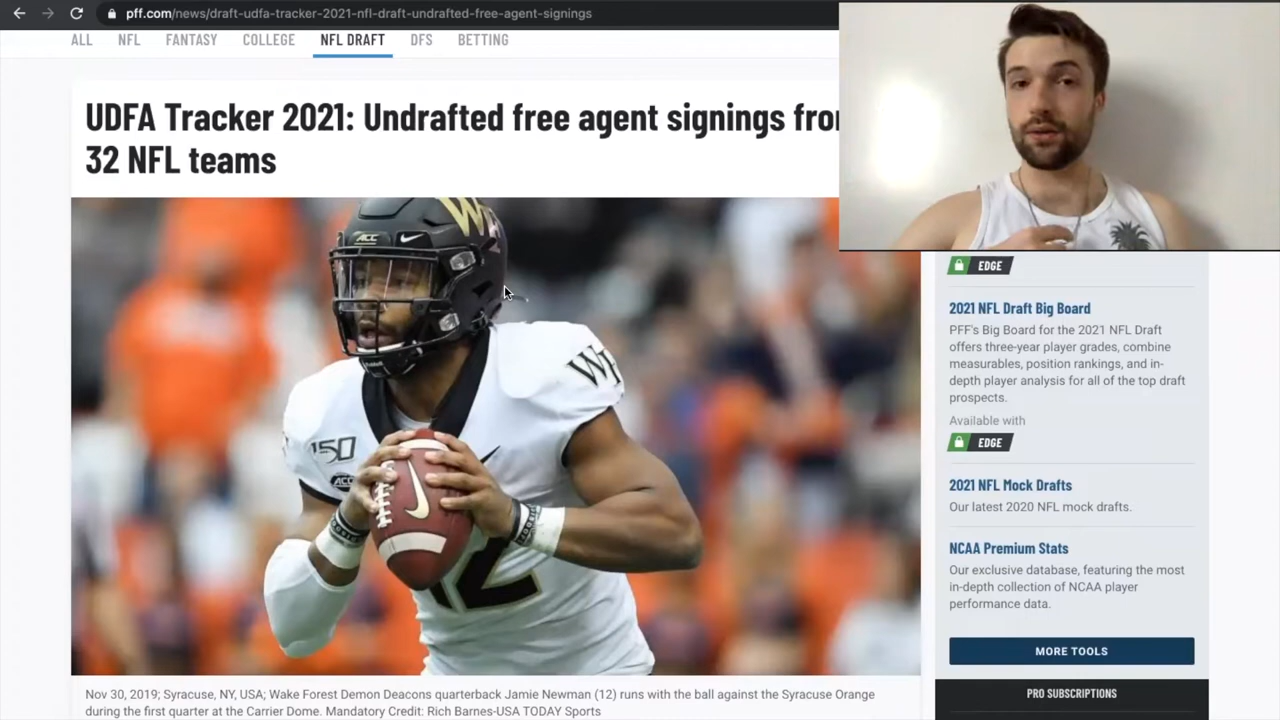 pff.com/news/draft-udfa-tracker-2021-nfl-draft-undrafted-free-agent-signings
ALL NFL FANTASY COLLEGE NFL DRAFT DFS BETTING
UDFA Tracker 2021: Undrafted free agent signings
32 NFL teams
WF
ACC
WF
150
ACC
12
Nov 30, 2019; Syracuse, NY, USA; Wake Forest Demon Deacons quarterback Jamie Newman (12) runs with the ball against the Syracuse Orange
during the first quarter at the Carrier Dome. Mandatory Credit: Rich Barnes-USA TODAY Sports
EDGE
2021 NFL Draft Big Board
PFF's Big Board for the 2021 NFL Draft
offers three-year player grades, combine
measurables, position rankings, and in-
depth player analysis for all of the top draft
prospects.
Available with
EDGE
2021 NFL Mock Drafts
Our latest 2020 NFL mock drafts.
NCAA Premium Stats
Our exclusive database, featuring the most
in-depth collection of NCAA player
performance data.
MORE TOOLS
PRO SUBSCRIPTIONS